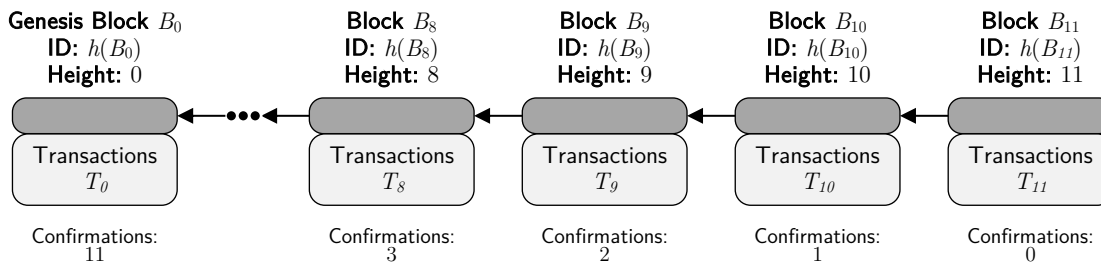 Genesis Block B₀
ID: h(B₀)
Height: 0
Transactions
T₀
Confirmations:
11
Block B₈
ID: h(B₈)
Height: 8
Transactions
T₈
Confirmations:
3
Block B₉
ID: h(B₉)
Height: 9
Transactions
T₉
Confirmations:
2
Block B₁₀
ID: h(B₁₀)
Height: 10
Transactions
T₁₀
Confirmations:
1
Block B₁₁
ID: h(B₁₁)
Height: 11
Transactions
T₁₁
Confirmations:
0